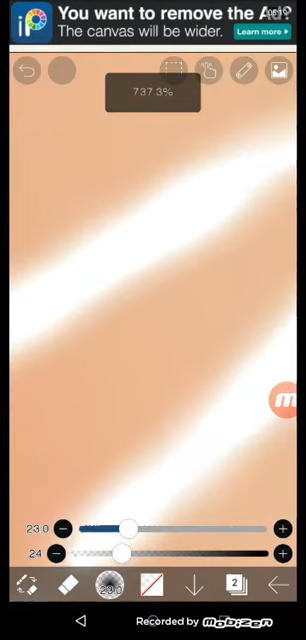 You want to remove the Ad?
The canvas will be wider.
Learn more
737.3%
23.0
24
23.0
2
Recorded by mobizen